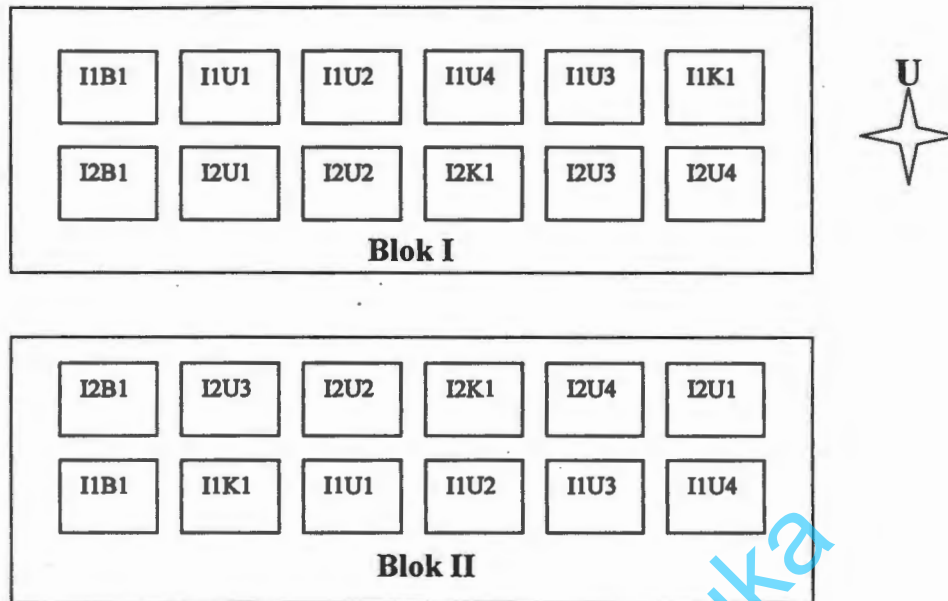 U
I1B1 I1U1 I1U2 I1U4 I1U3 I1K1
I2B1 I2U1 I2U2 I2K1 I2U3 I2U4
Blok I
I2B1 I2U3 I2U2 I2K1 I2U4 I2U1
I1B1 I1K1 I1U1 I1U2 I1U3 I1U4
Blok II
uka